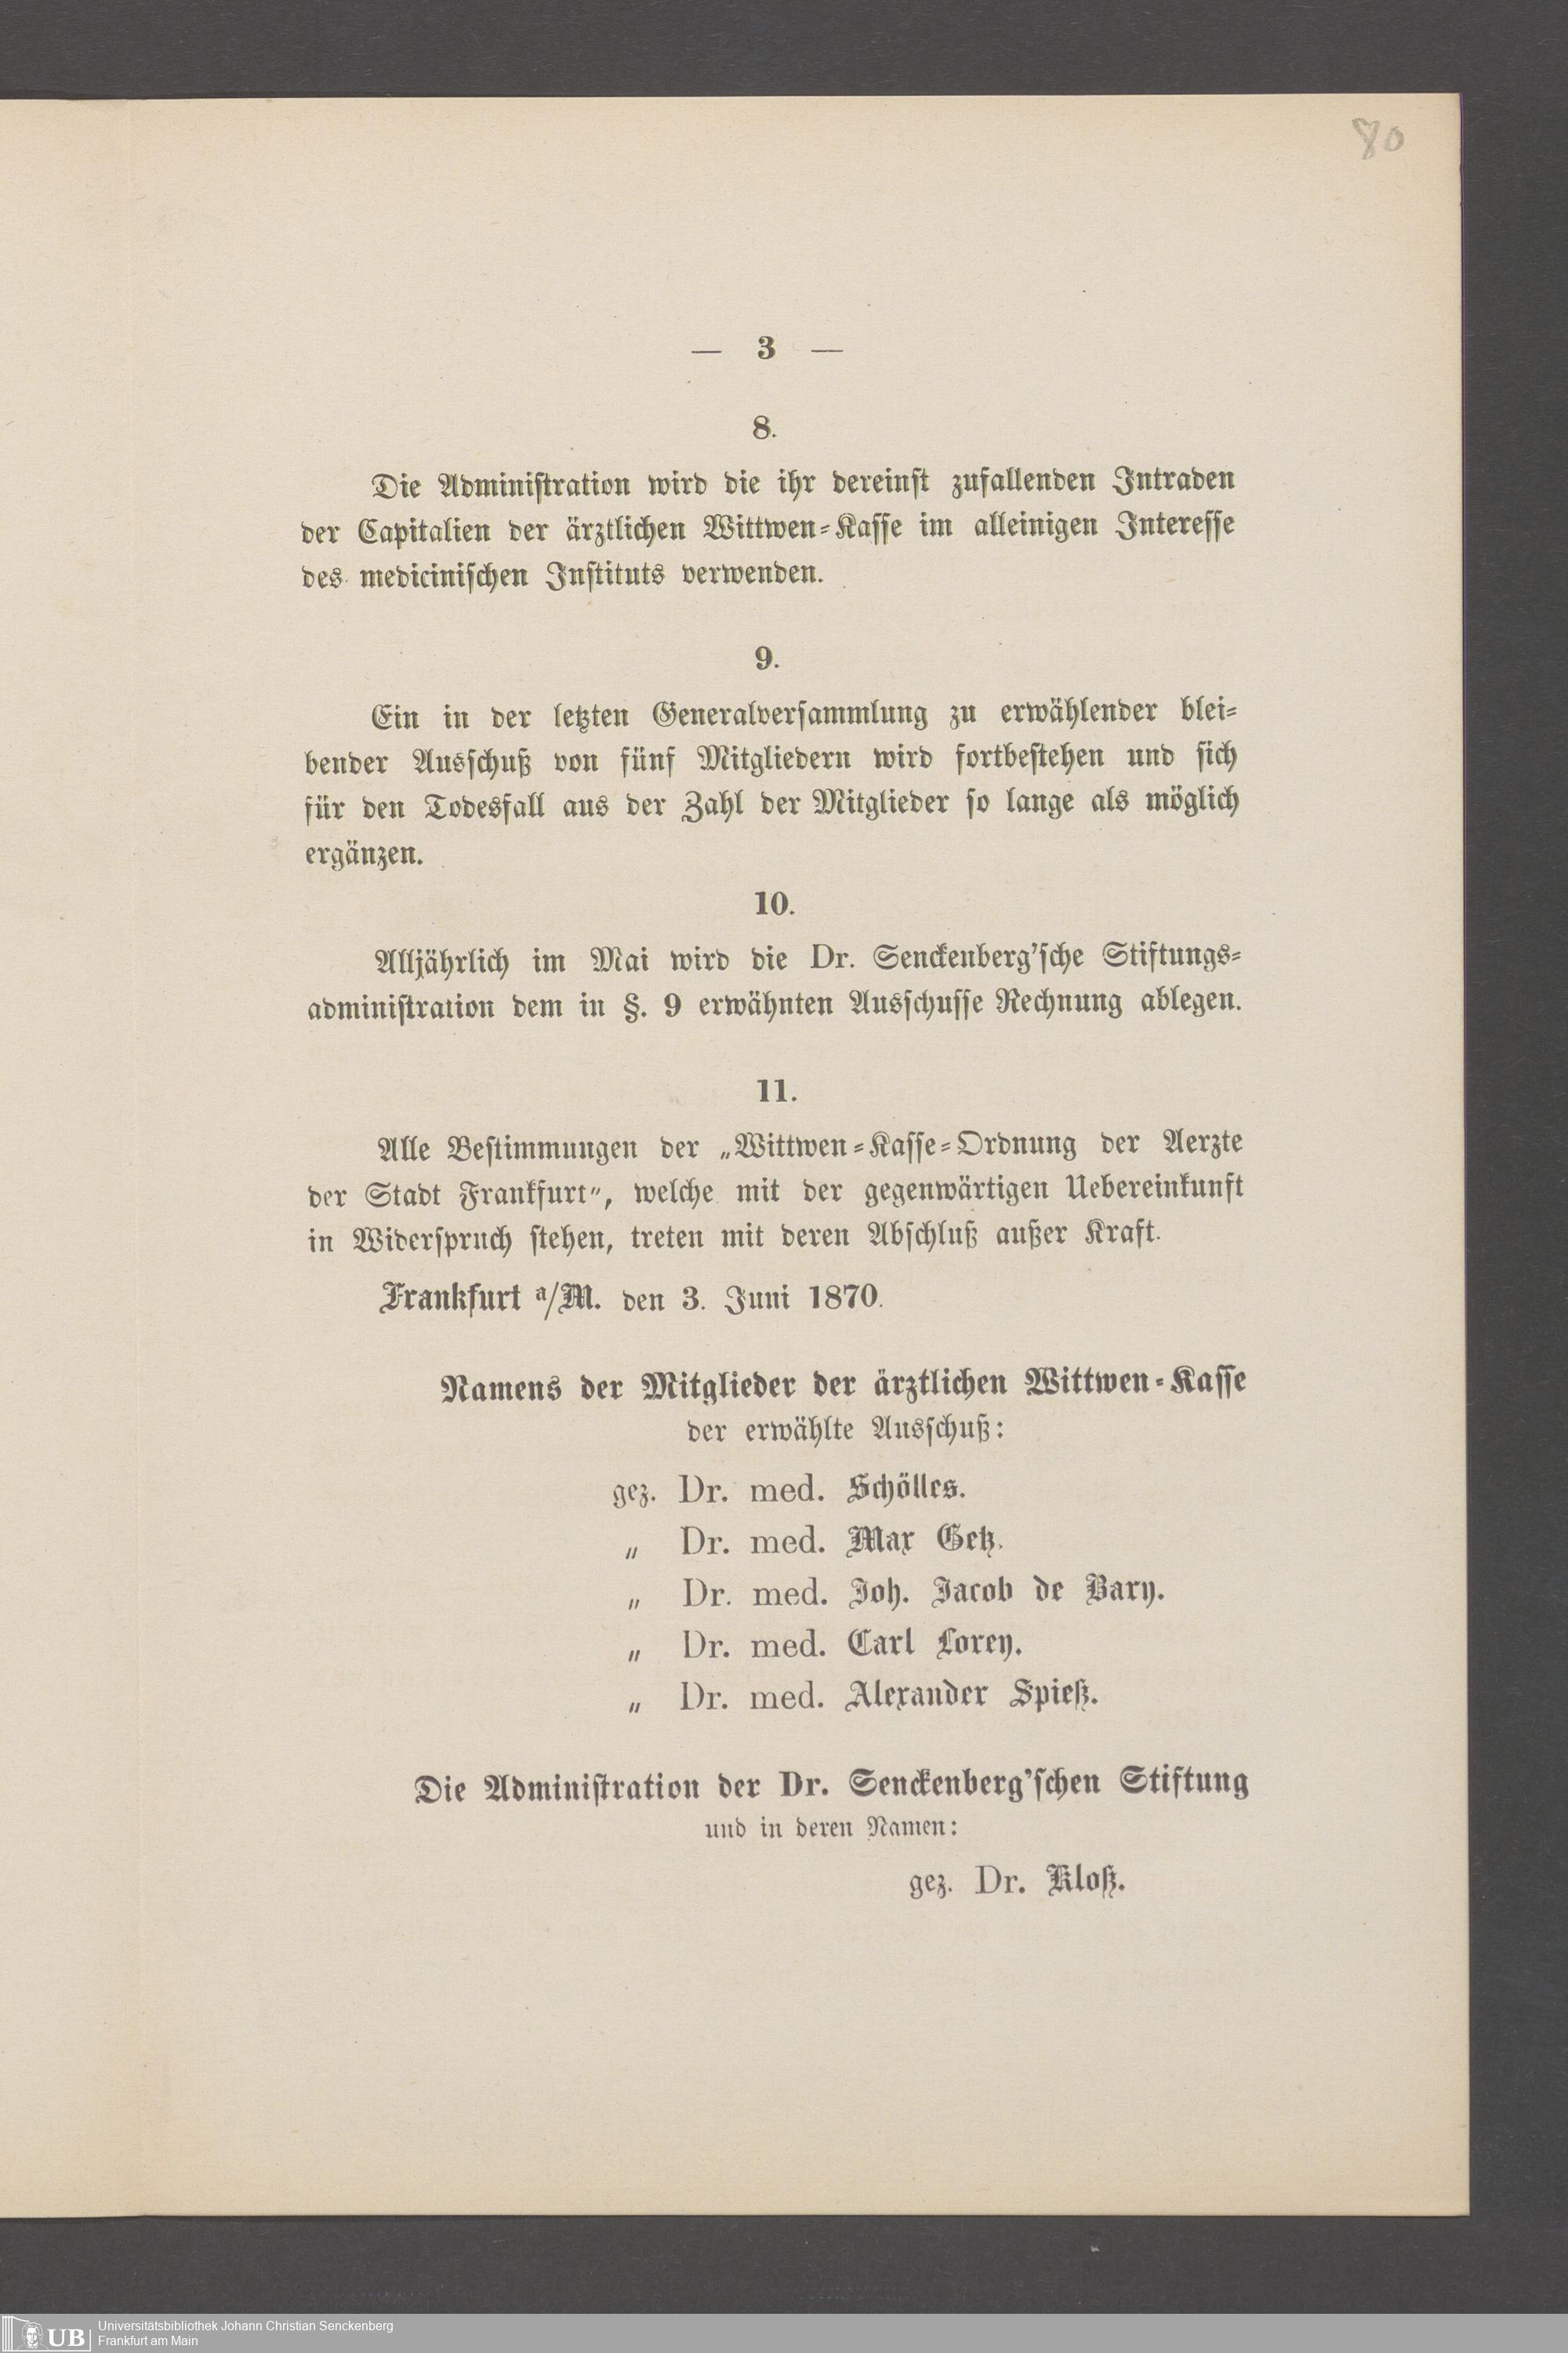 80
— 3 —
8.
Die Administration wird die ihr dereinst zufallenden Intraden
der Capitalien der ärztlichen Wittwen-Kasse im alleinigen Interesse
des medicinischen Instituts verwenden.
9.
Ein in der letzten Generalversammlung zu erwählender blei-
bender Ausschuß von fünf Mitgliedern wird fortbestehen und sich
für den Todesfall aus der Zahl der Mitglieder so lange als möglich
ergänzen.
10.
Alljährlich im Mai wird die Dr. Senckenberg'sche Stiftungs-
administration dem in §. 9 erwähnten Ausschusse Rechnung ablegen.
11.
Alle Bestimmungen der „Wittwen-Kasse-Ordnung der Aerzte
der Stadt Frankfurt", welche mit der gegenwärtigen Uebereinkunft
in Widerspruch stehen, treten mit deren Abschluß außer Kraft.
Frankfurt a/M. den 3. Juni 1870.
Namens der Mitglieder der ärztlichen Wittwen-Kasse
der erwählte Ausschuß:
gez. Dr. med. Schölles.
„ Dr. med. Max Getz.
„ Dr. med. Joh. Jacob de Bary.
„ Dr. med. Carl Lorey.
„ Dr. med. Alexander Spieß.
Die Administration der Dr. Senckenberg'schen Stiftung
und in deren Namen:
gez. Dr. Kloß.
UB Universitätsbibliothek Johann Christian Senckenberg
Frankfurt am Main